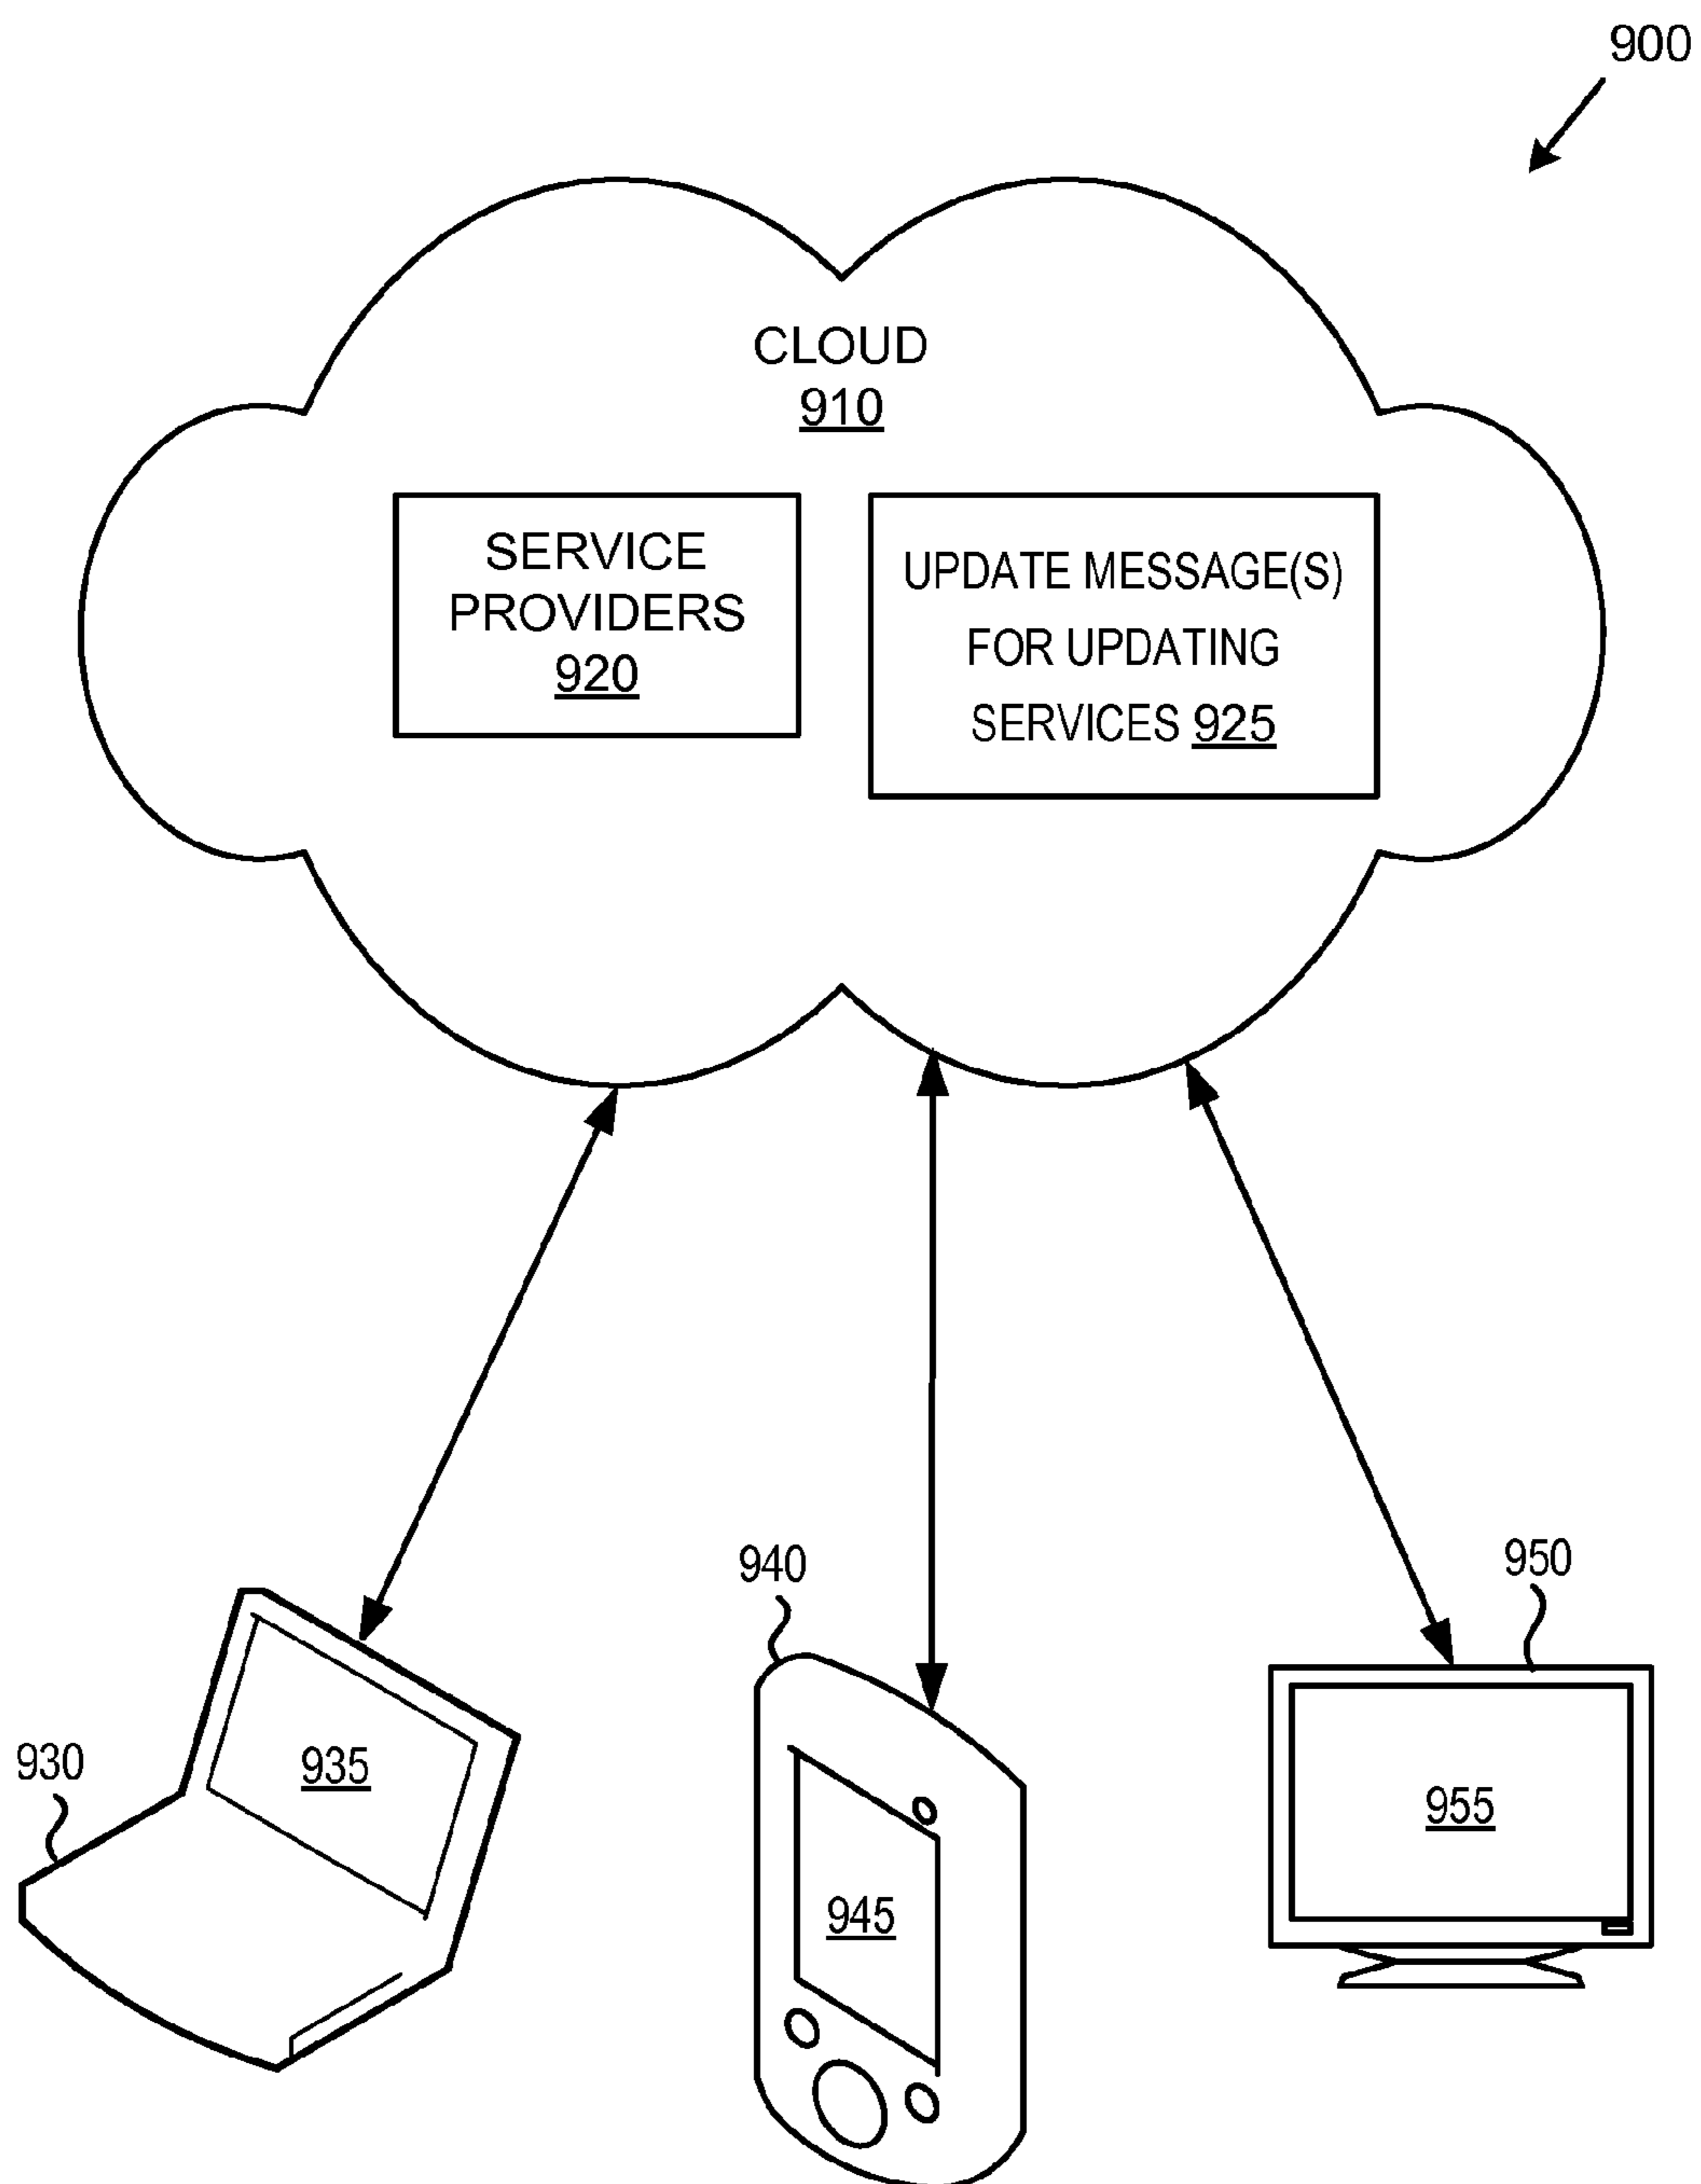 900
CLOUD
910
SERVICE
PROVIDERS
920
UPDATE MESSAGE(S)
FOR UPDATING
SERVICES 925
940
950
930
935
955
945